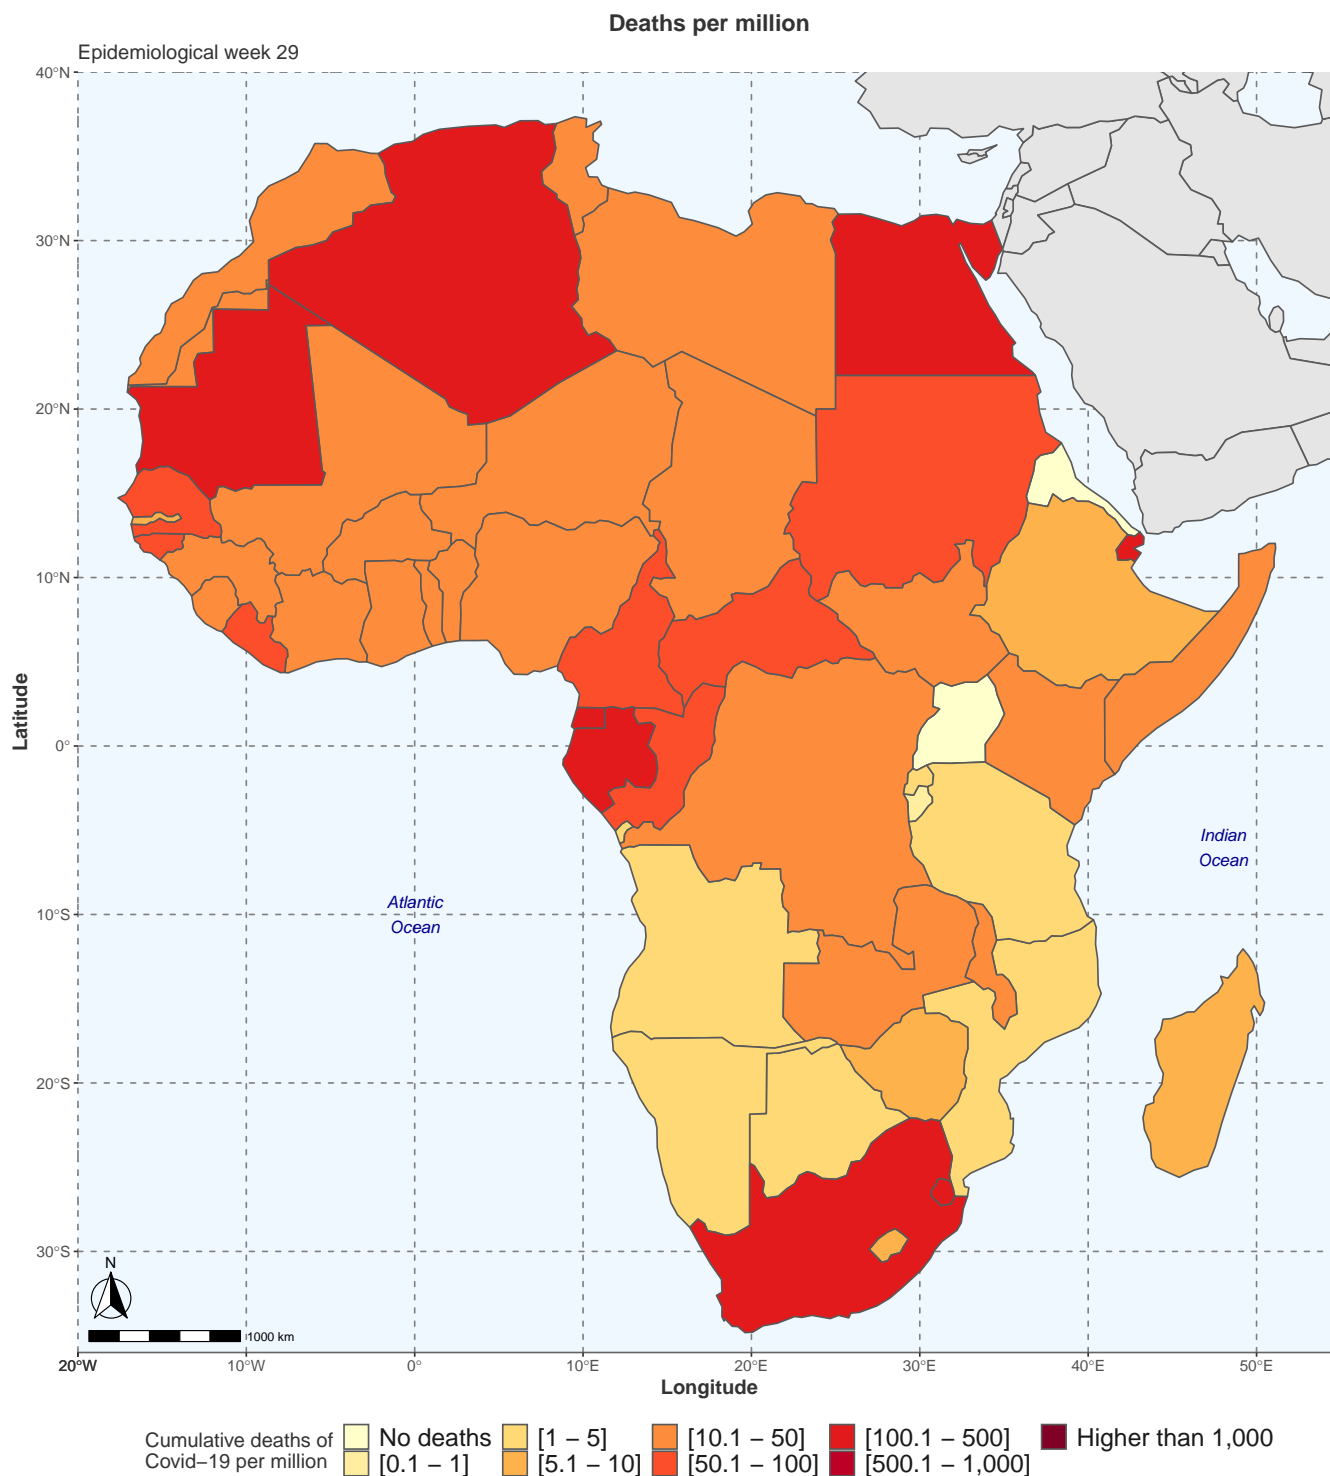 Deaths per million
Epidemiological week 29
40°N
30°N
20°N
10°N
0°
10°S
20°S
30°S
Latitude
Indian
Ocean
Atlantic
Ocean
N
1000 km
20°W 10°W 0° 10°E 20°E 30°E 40°E 50°E
Longitude
Cumulative deaths of
Covid−19 per million
No deaths [1 − 5] [10.1 − 50] [100.1 − 500] Higher than 1,000
[0.1 − 1] [5.1 − 10] [50.1 − 100] [500.1 − 1,000]